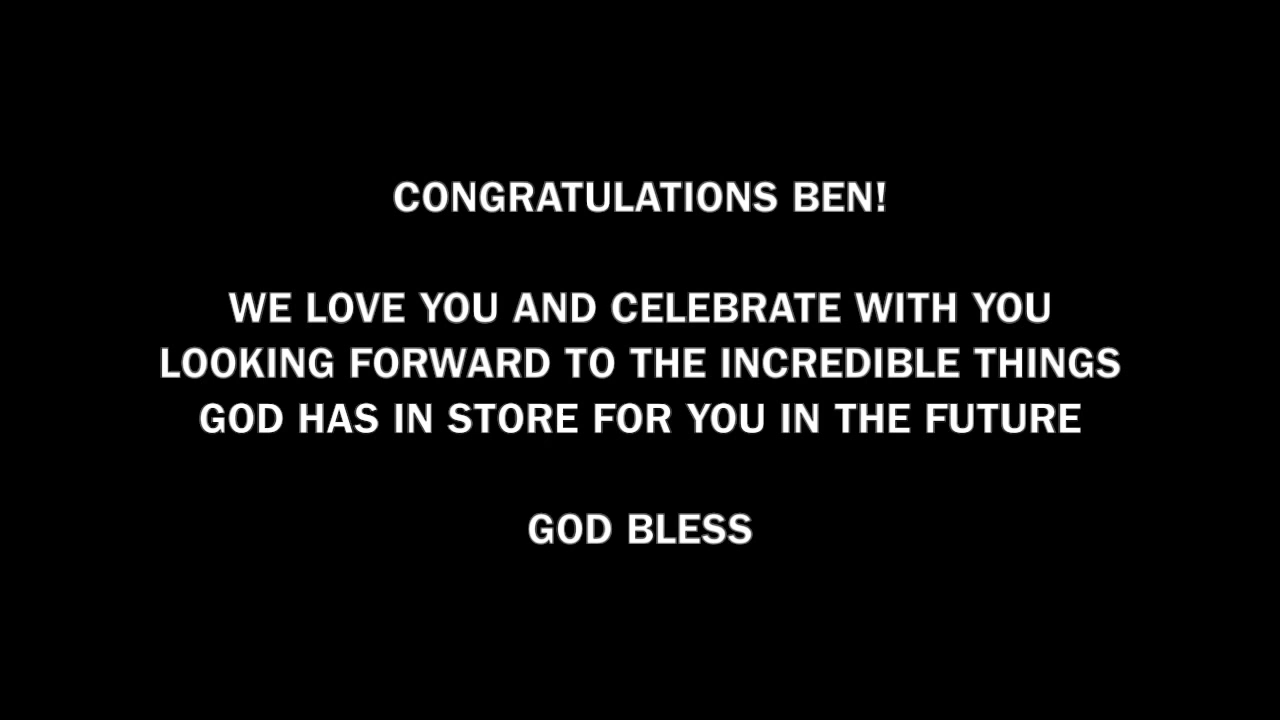 CONGRATULATIONS BEN!
WE LOVE YOU AND CELEBRATE WITH YOU
LOOKING FORWARD TO THE INCREDIBLE THINGS
GOD HAS IN STORE FOR YOU IN THE FUTURE
GOD BLESS